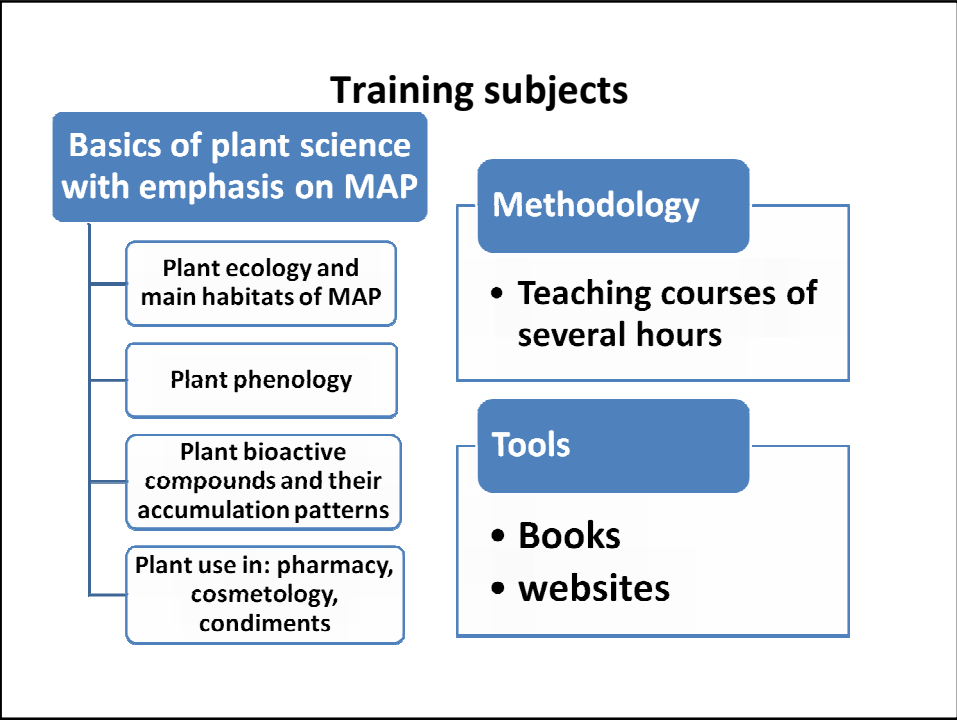 Training subjects
Basics of plant science
with emphasis on MAP
Plant ecology and
main habitats of MAP
Plant phenology
Plant bioactive
compounds and their
accumulation patterns
Plant use in: pharmacy,
cosmetology,
condiments
Methodology
• Teaching courses of
several hours
Tools
• Books
• websites